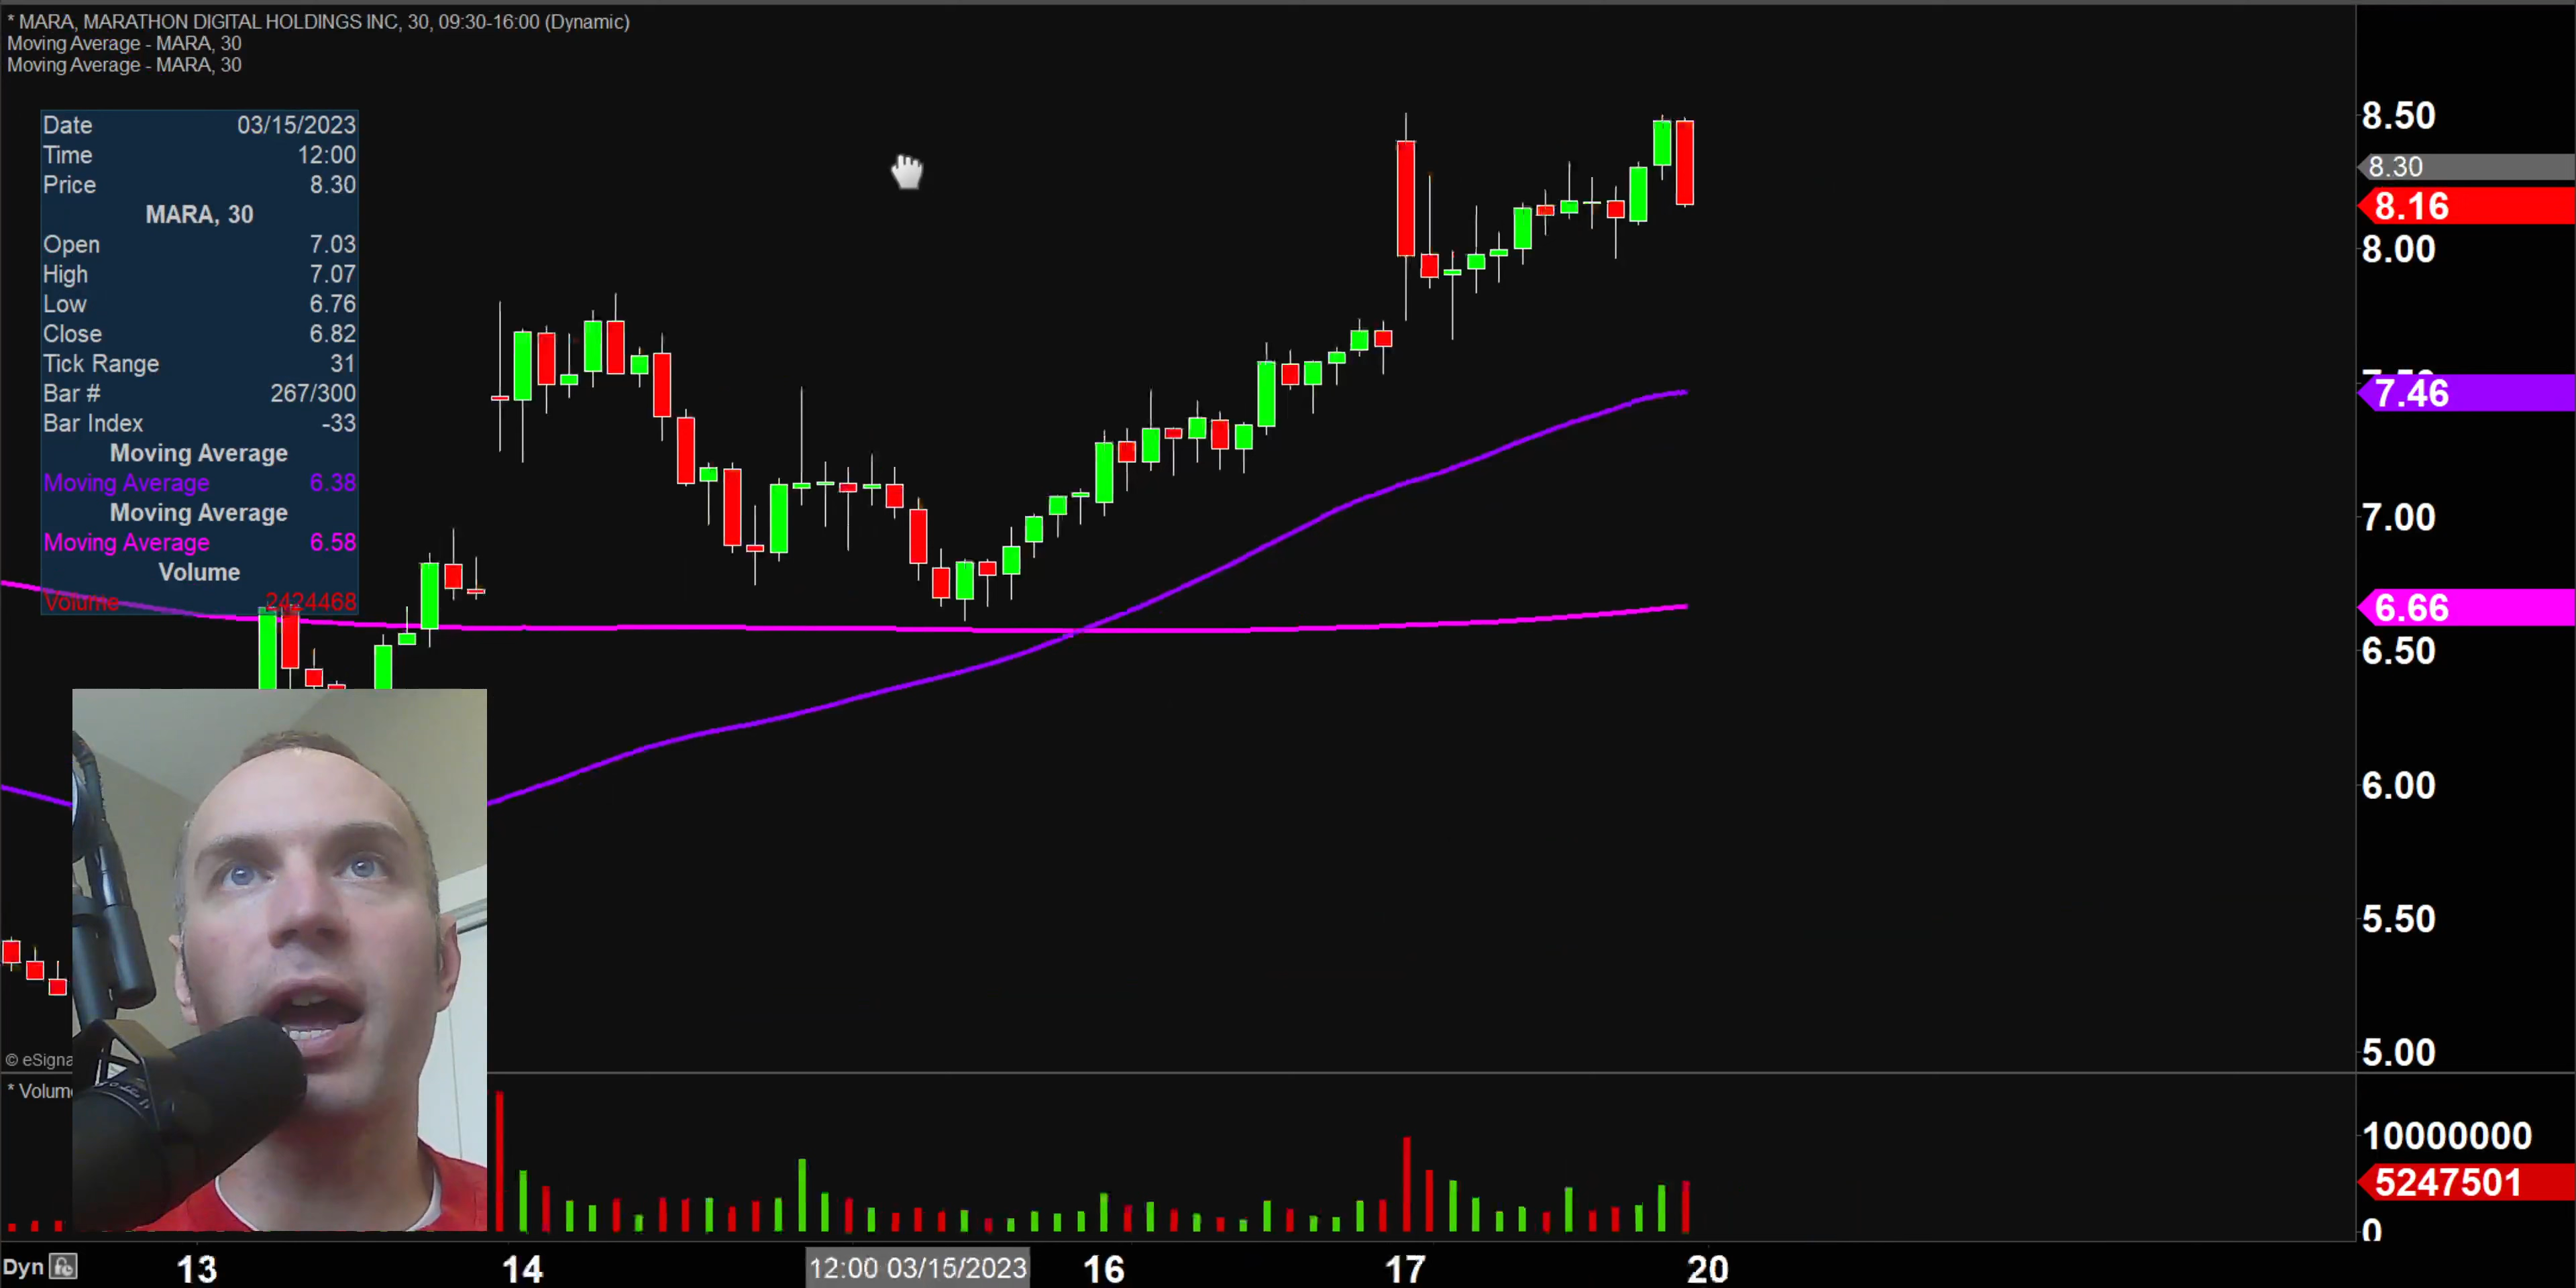 * MARA, MARATHON DIGITAL HOLDINGS INC, 30, 09:30-16:00 (Dynamic)
Moving Average - MARA, 30
Moving Average - MARA, 30
Date 03/15/2023
Time 12:00
Price 8.30
MARA, 30
Open 7.03
High 7.07
Low 6.76
Close 6.82
Tick Range 31
Bar # 267/300
Bar Index -33
Moving Average
Moving Average 6.38
Moving Average
Moving Average 6.58
Volume
Volume 2424468
8.50
8.30
8.16
8.00
7.46
7.00
6.66
6.50
6.00
5.50
5.00
© eSigna
* Volum
10000000
5247501
0
Dyn
13 14 12:00 03/15/2023 16 17 20